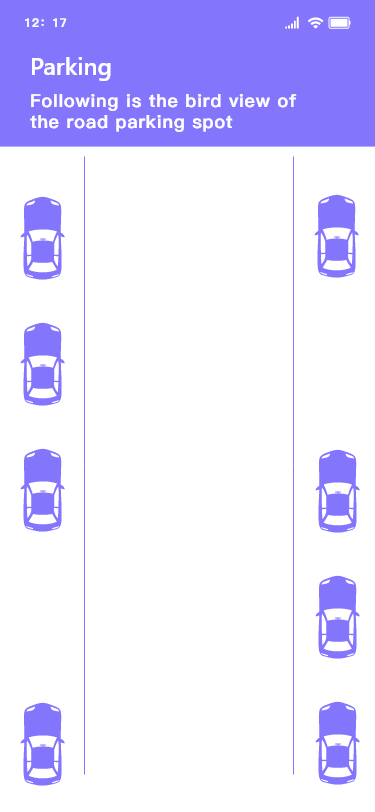 12: 17
Parking
Following is the bird view of
the road parking spot